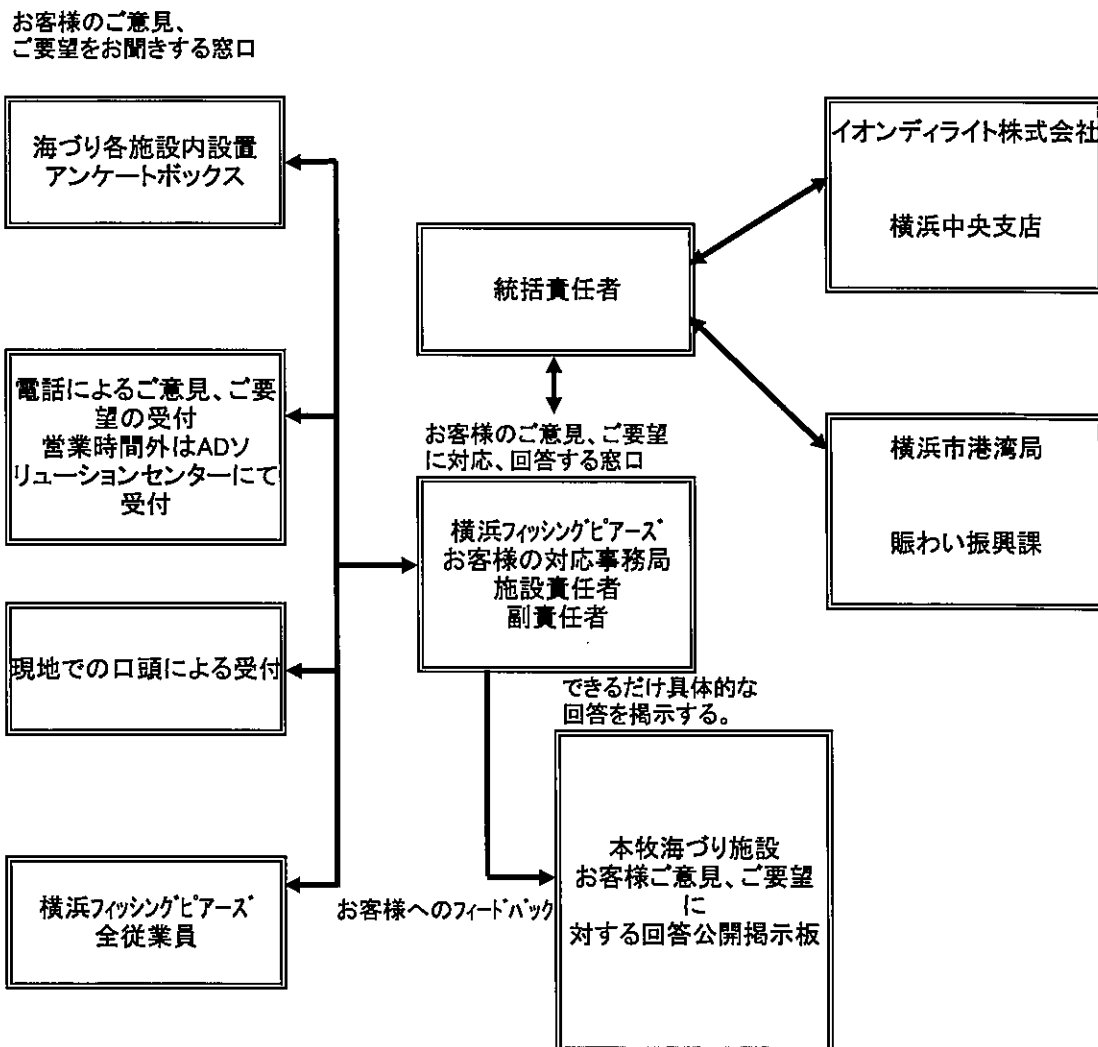 お客様のご意見、
ご要望をお聞きする窓口
海づり各施設内設置
アンケートボックス
電話によるご意見、ご要
望の受付
営業時間外はADソ
リューションセンターにて
受付
現地での口頭による受付
横浜フィッシングピアーズ
全従業員
統括責任者
お客様のご意見、ご要望
に対応、回答する窓口
横浜フィッシングピアーズ
お客様の対応事務局
施設責任者
副責任者
できるだけ具体的な
回答を掲示する。
お客様へのフィードバック
本牧海づり施設
お客様ご意見、ご要望
に
対する回答公開掲示板
イオンディライト株式会社
横浜中央支店
横浜市港湾局
賑わい振興課